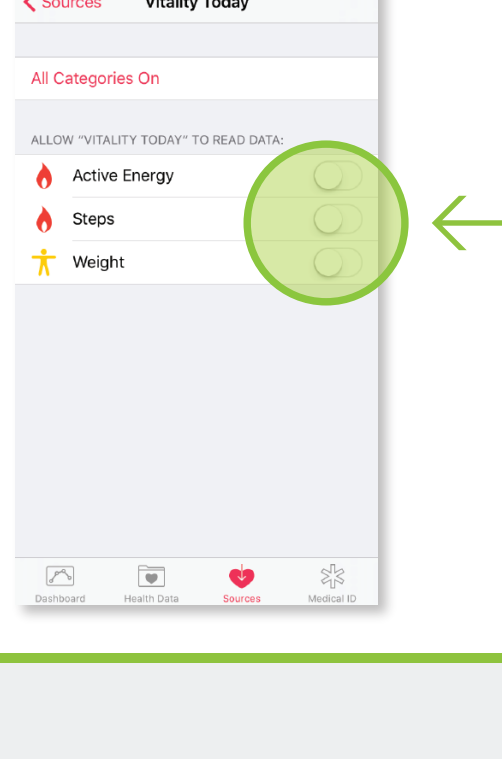 Sources Vitality Today
All Categories On
ALLOW “VITALITY TODAY” TO READ DATA:
Active Energy
Steps
Weight
Dashboard Health Data Sources Medical ID